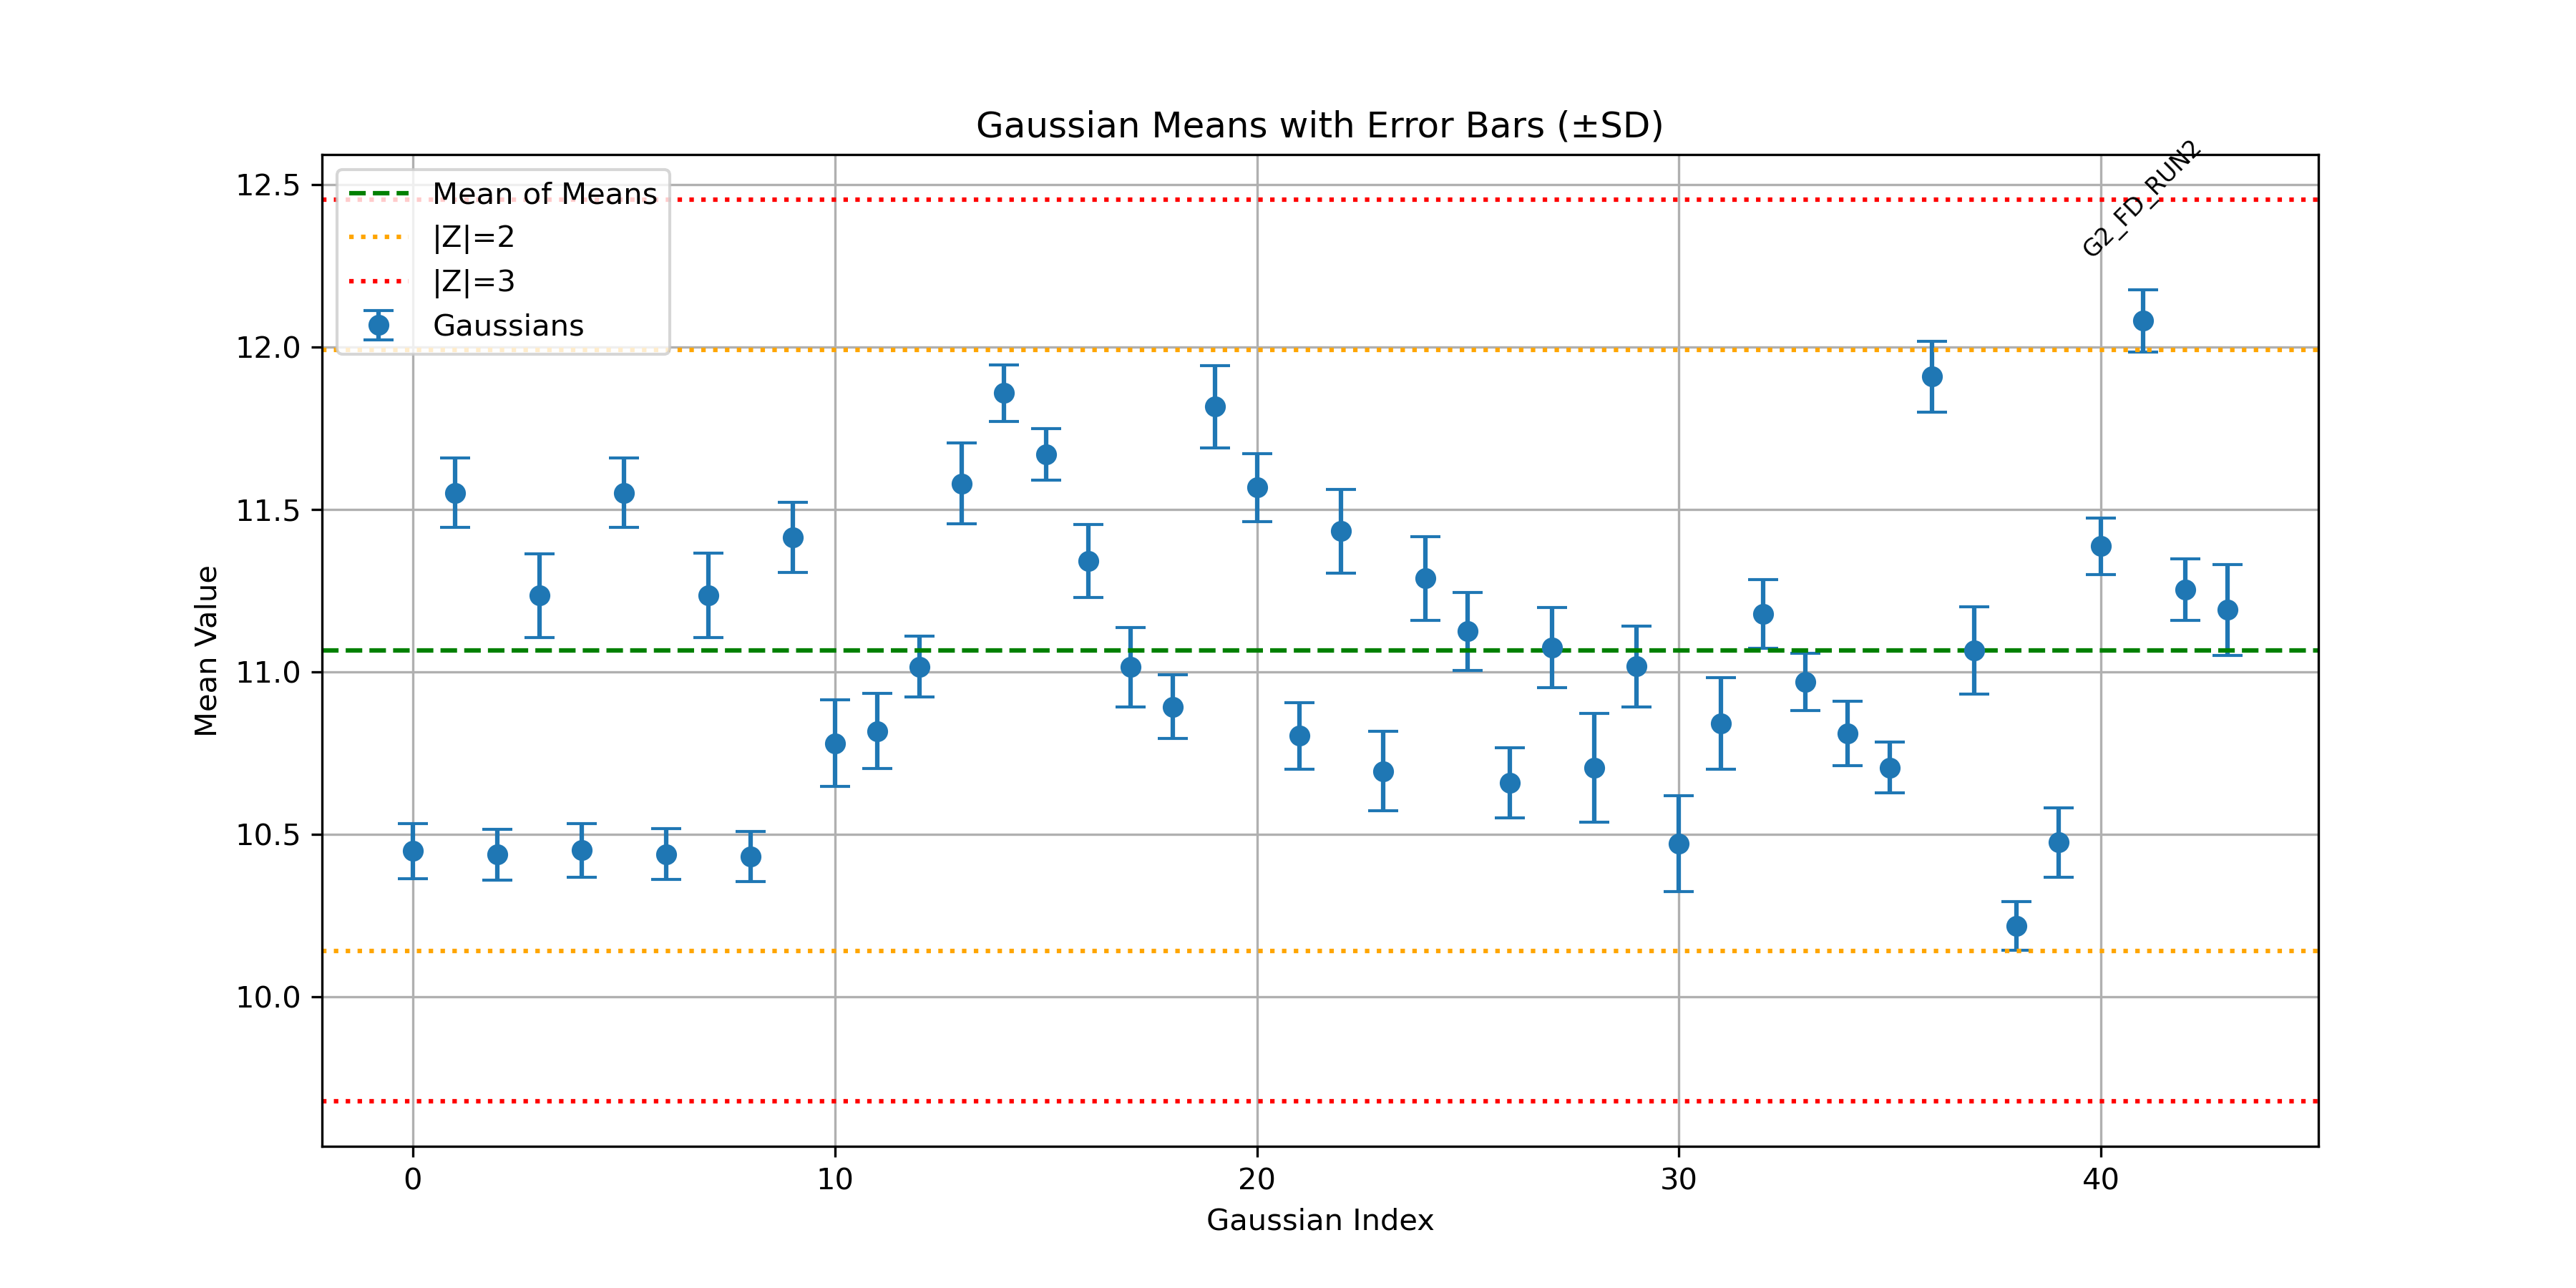 Gaussian Means with Error Bars (±SD)
G2_FD_RUN2
Mean of Means
|Z|=2
|Z|=3
Gaussians
12.5
12.0
11.5
11.0
10.5
10.0
Mean Value
0 10 20 30 40
Gaussian Index